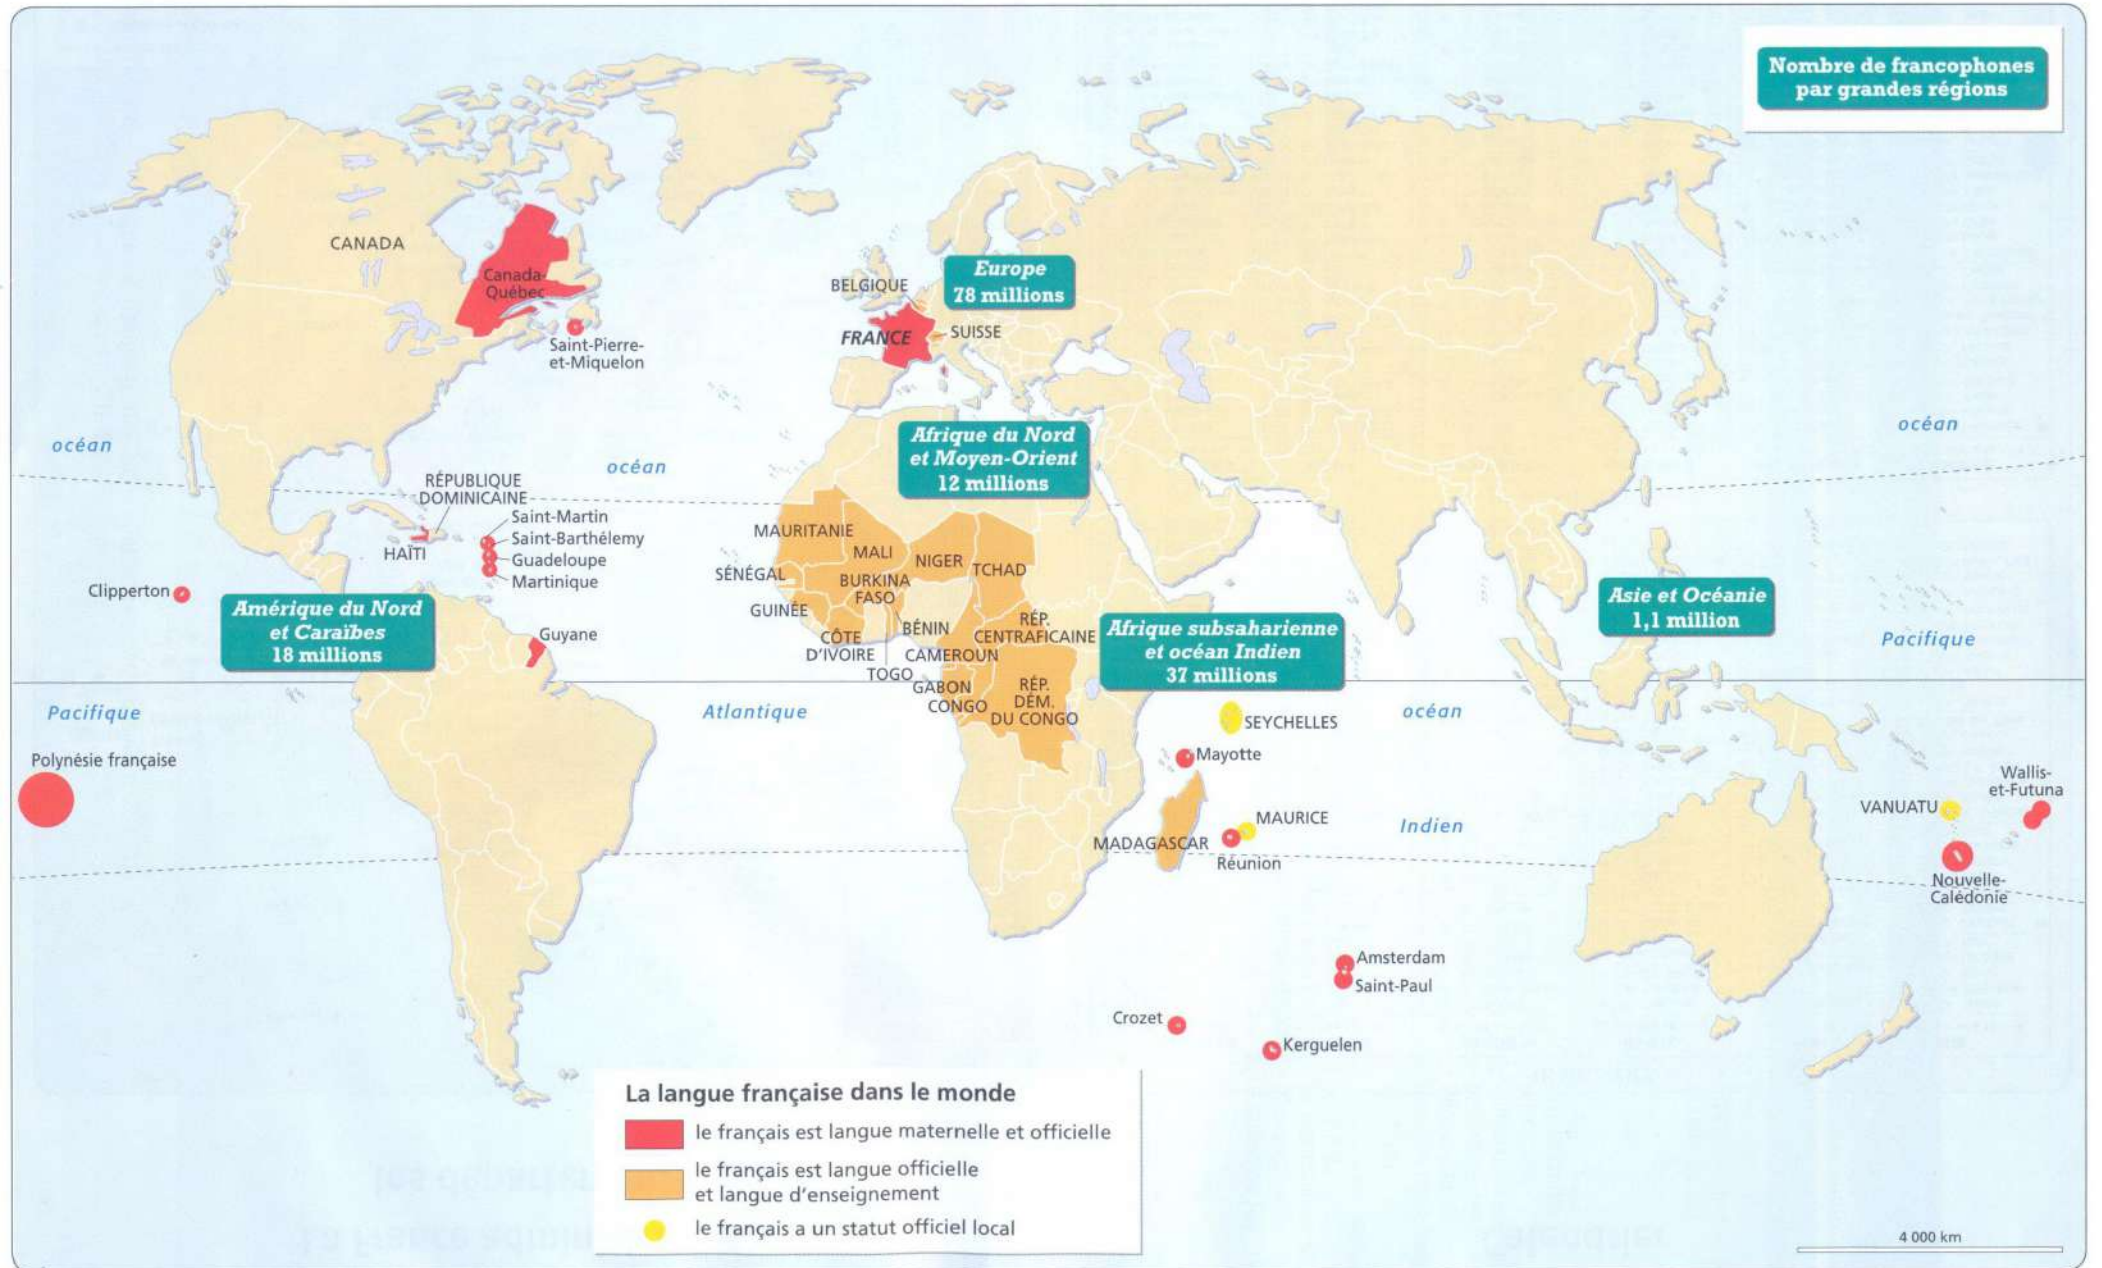 Nombre de francophones
par grandes régions
CANADA
Canada-
Québec
Saint-Pierre-
et-Miquelon
BELGIQUE
Europe
78 millions
FRANCE
SUISSE
océan
océan
océan
Afrique du Nord
et Moyen-Orient
12 millions
RÉPUBLIQUE
DOMINICAINE
Saint-Martin
Saint-Barthélemy
Guadeloupe
Martinique
HAÏTI
Clipperton
Amérique du Nord
et Caraïbes
18 millions
Guyane
MAURITANIE
MALI
NIGER
TCHAD
SÉNÉGAL
BURKINA
FASO
GUINÉE
CÔTE
D'IVOIRE
BÉNIN
TOGO
CAMEROUN
RÉP.
CENTRAFICAINE
GABON
CONGO
RÉP.
DÉM.
DU CONGO
Afrique subsaharienne
et océan Indien
37 millions
Asie et Océanie
1,1 million
Pacifique
Pacifique
Atlantique
océan
SEYCHELLES
Mayotte
Polynésie française
MAURICE
Indien
MADAGASCAR
Réunion
Wallis-
et-Futuna
VANUATU
Nouvelle-
Calédonie
Amsterdam
Saint-Paul
Crozet
Kerguelen
La langue française dans le monde
le français est langue maternelle et officielle
le français est langue officielle
et langue d'enseignement
le français a un statut officiel local
4 000 km